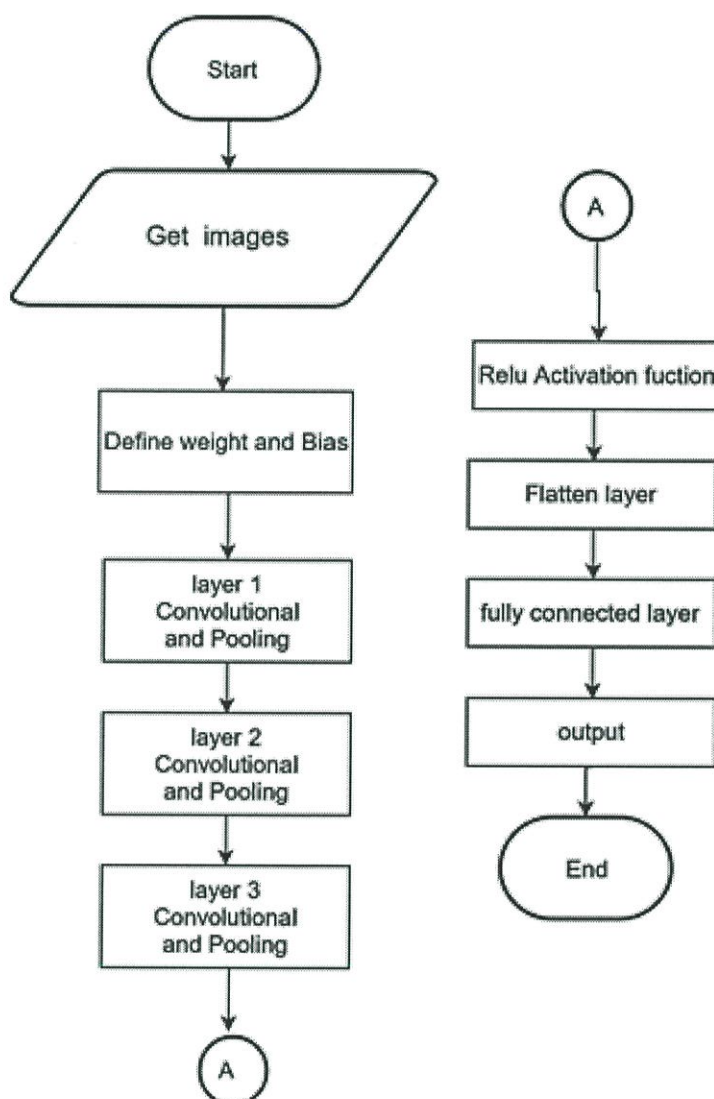 Start
Get images
Define weight and Bias
layer 1
Convolutional
and Pooling
layer 2
Convolutional
and Pooling
layer 3
Convolutional
and Pooling
A
A
Relu Activation fuction
Flatten layer
fully connected layer
output
End